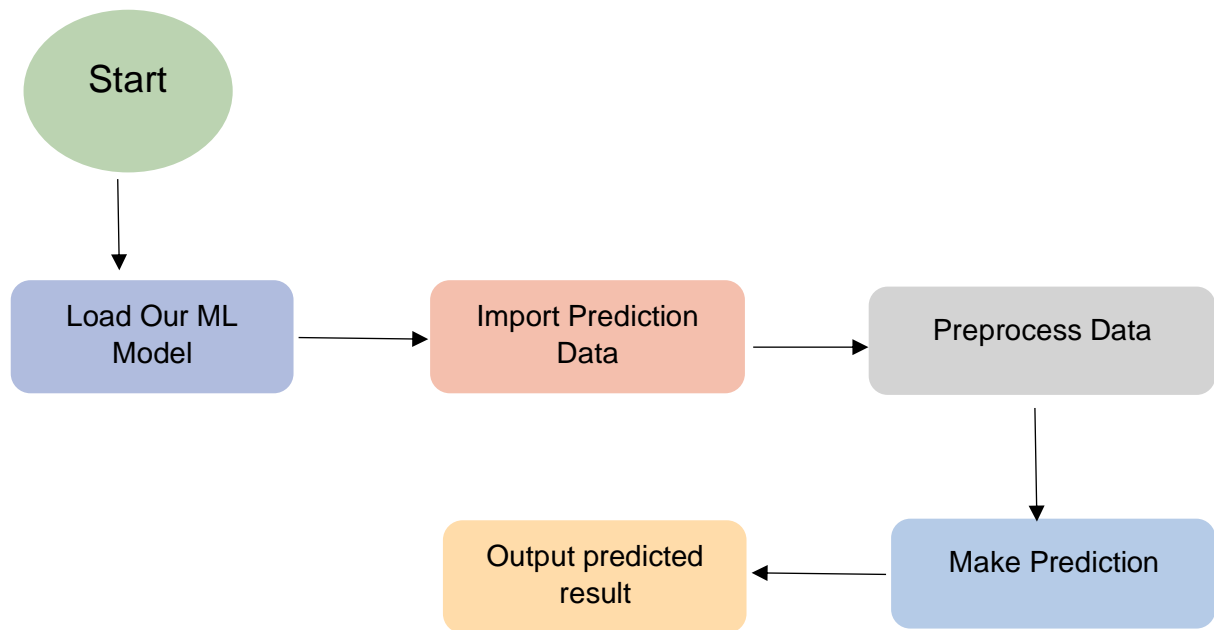 Start
Load Our ML
Model
Import Prediction
Data
Preprocess Data
Make Prediction
Output predicted
result